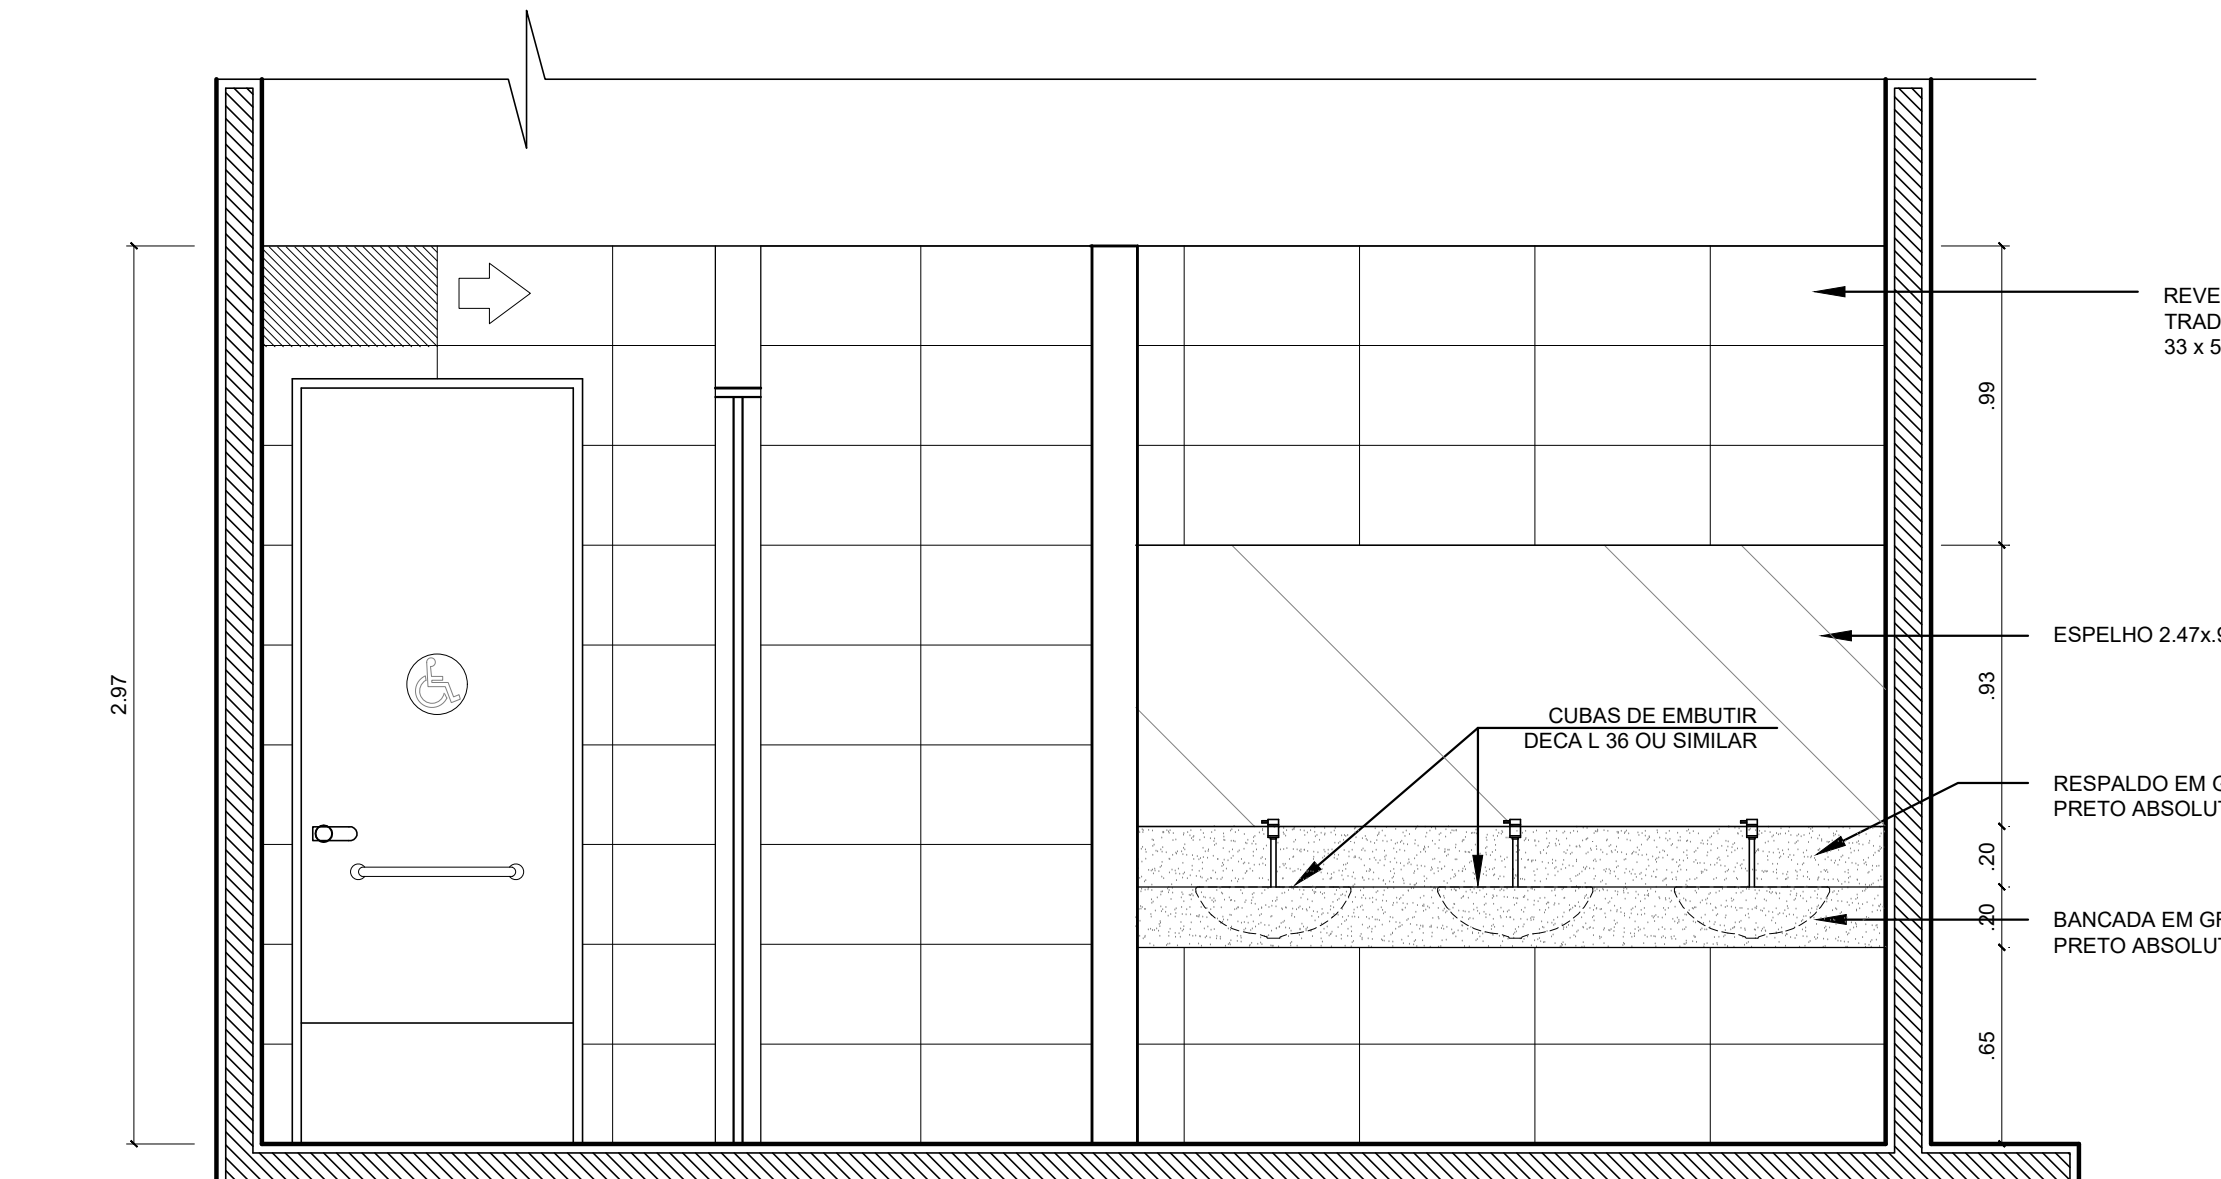 REVE
TRAD
33 x 5
.99
ESPELHO 2.47x.9
.93
2.97
CUBAS DE EMBUTIR
DECA L 36 OU SIMILAR
RESPALDO EM G
PRETO ABSOLUT
.20
.20
BANCADA EM GR
PRETO ABSOLUT
.65